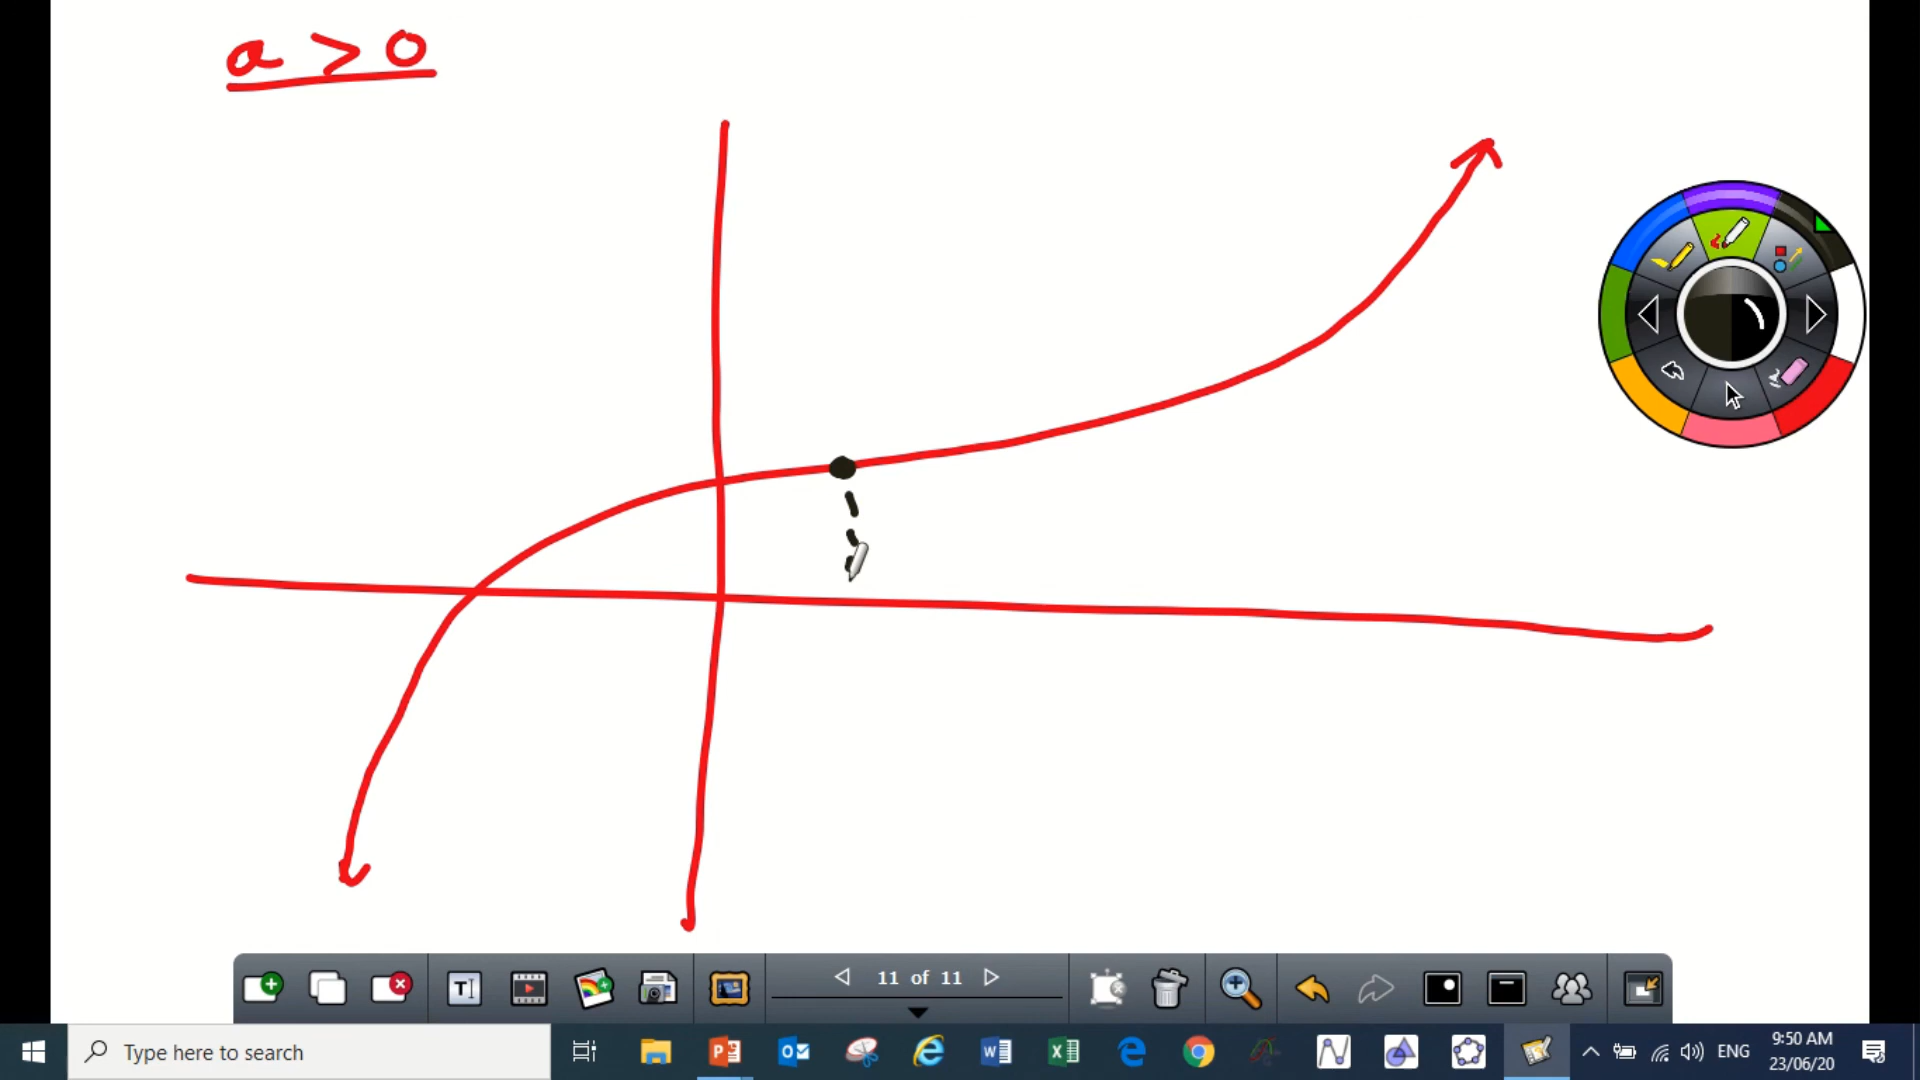 a > 0
11 of 11
Type here to search
ENG
9:50 AM
23/06/20